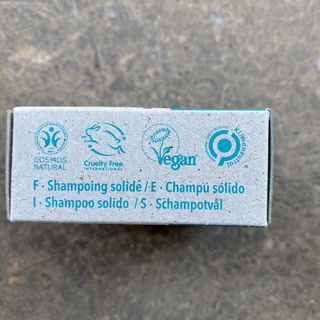 COSMOS
NATURAL
Cruelty Free
INTERNATIONAL
Vegan
Klimaneutral
F · Shampoing solide / E · Champú sólido
I · Shampoo solido / S · Schampotvål